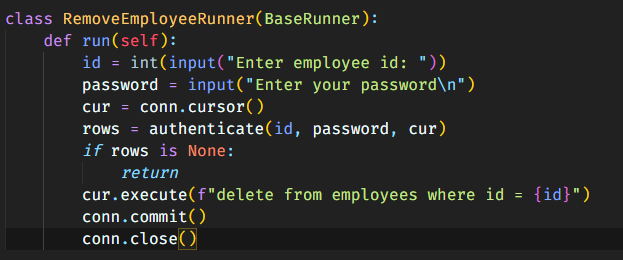 class RemoveEmployeeRunner(BaseRunner):
    def run(self):
        id = int(input("Enter employee id: "))
        password = input("Enter your password\n")
        cur = conn.cursor()
        rows = authenticate(id, password, cur)
        if rows is None:
            return
        cur.execute(f"delete from employees where id = {id}")
        conn.commit()
        conn.close()